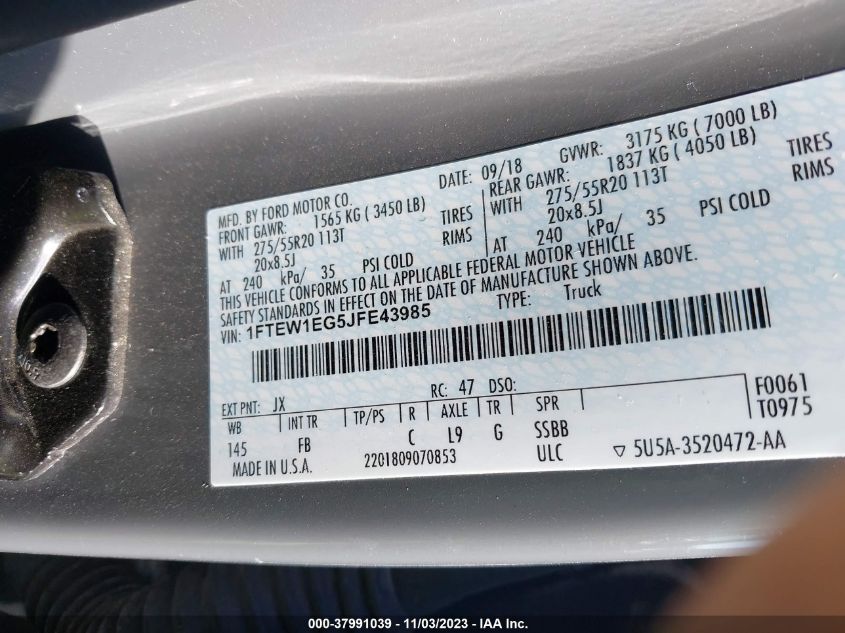 MFD. BY FORD MOTOR CO. DATE: 09/18 GVWR: 3175 KG ( 7000 LB)
FRONT GAWR: 1565 KG ( 3450 LB) REAR GAWR: 1837 KG ( 4050 LB)
WITH 275/55R20 113T TIRES WITH 275/55R20 113T TIRES
20x8.5J RIMS 20x8.5J RIMS
AT 240 kPa/ 35 PSI COLD AT 240 kPa/ 35 PSI COLD
THIS VEHICLE CONFORMS TO ALL APPLICABLE FEDERAL MOTOR VEHICLE
SAFETY STANDARDS IN EFFECT ON THE DATE OF MANUFACTURE SHOWN ABOVE.
VIN: 1FTEW1EG5JFE43985 TYPE: Truck
EXT PNT: JX RC: 47 DSO: F0061
WB INT TR TP/PS R AXLE TR SPR T0975
145 FB C L9 G SSBB
MADE IN U.S.A. 2201809070853 ULC ▽ 5U5A-3520472-AA
000-37991039 - 11/03/2023 - IAA Inc.